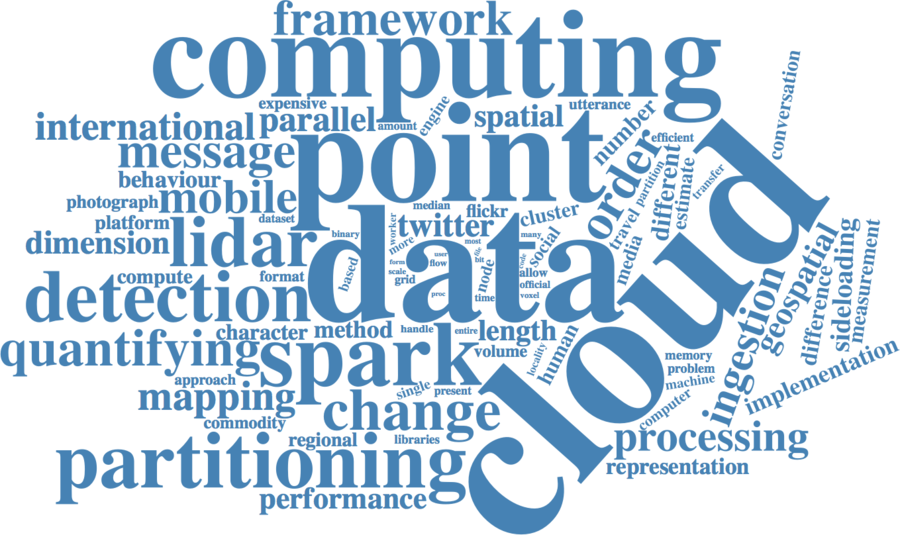 framework
computing
expensive
utterance
conversation
international
parallel
amount
engine
spatial
number
efficient
message
point
order
different
partition
transfer
behaviour
photograph
mobile
median
flickr
cluster
travel
estimate
cloud
platform
dataset
worker
twitter
social
media
dimension
lidar
binary
more
most
many
data
geospatial
sideloading
measurement
compute
format
based
form
user
flow
scale
grid
bit
node
code
allow
official
ingestion
difference
detection
proc
time
voxel
character
method
handle
entire
length
human
quantifying
spark
volume
locality
memory
problem
implementation
approach
single
present
machine
mapping
change
computer
commodity
regional
libraries
processing
partitioning
representation
performance